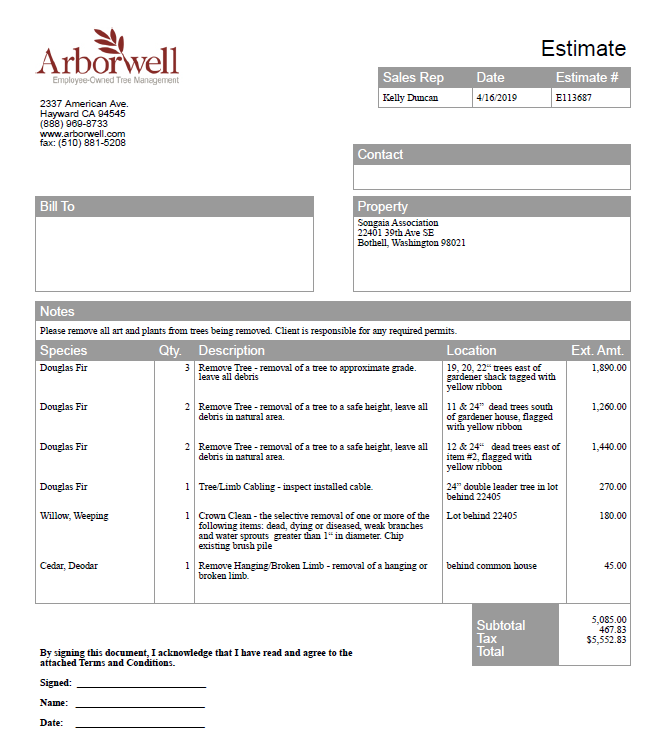 Arborwell
Employee-Owned Tree Management
2337 American Ave.
Hayward CA 94545
(888) 969-8733
www.arborwell.com
fax: (510) 881-5208
Estimate
Sales Rep Date Estimate #
Kelly Duncan 4/16/2019 E113687
Contact
Bill To
Property
Songaia Association
22401 39th Ave SE
Bothell, Washington 98021
Notes
Please remove all art and plants from trees being removed. Client is responsible for any required permits.
Species Qty. Description Location Ext. Amt.
Douglas Fir 3 Remove Tree - removal of a tree to approximate grade. 19, 20, 22“ trees east of 1,890.00
leave all debris gardener shack tagged with
yellow ribbon
Douglas Fir 2 Remove Tree - removal of a tree to a safe height, leave all 11 & 24” dead trees south 1,260.00
debris in natural area. of gardener house, flagged
with yellow ribbon
Douglas Fir 2 Remove Tree - removal of a tree to a safe height, leave all 12 & 24“ dead trees east of 1,440.00
debris in natural area. item #2, flagged with
yellow ribbon
Douglas Fir 1 Tree/Limb Cabling - inspect installed cable. 24” double leader tree in lot 270.00
behind 22405
Willow, Weeping 1 Crown Clean - the selective removal of one or more of the Lot behind 22405 180.00
following items: dead, dying or diseased, weak branches
and water sprouts greater than 1“ in diameter. Chip
existing brush pile
Cedar, Deodar 1 Remove Hanging/Broken Limb - removal of a hanging or behind common house 45.00
broken limb.
Subtotal 5,085.00
Tax 467.83
Total $5,552.83
By signing this document, I acknowledge that I have read and agree to the
attached Terms and Conditions.
Signed:
Name:
Date: